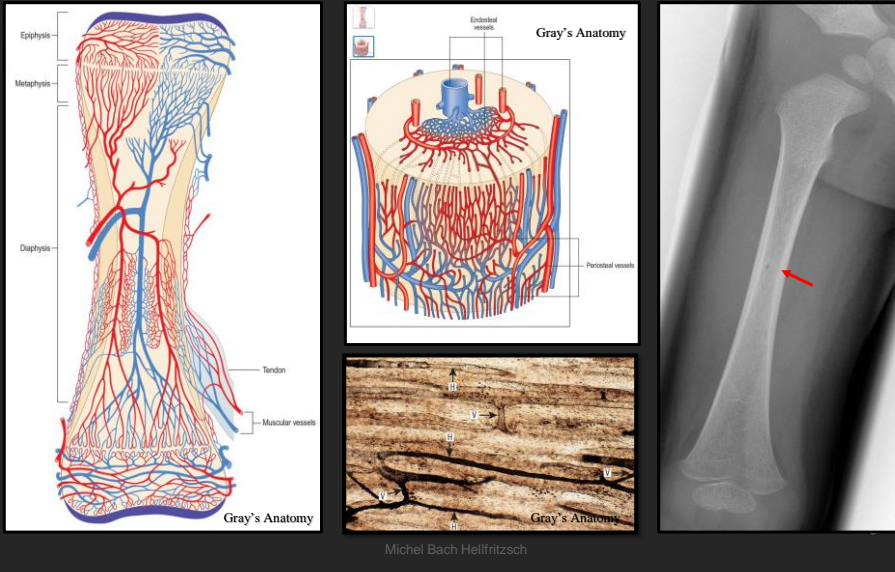 Epiphysis
Metaphysis
Diaphysis
Tendon
Muscular vessels
Gray's Anatomy
Endosteal
vessels
Gray's Anatomy
Periosteal vessels
H
V
H
V
V
H
Gray's Anatomy
Michel Bach Hellfritzsch